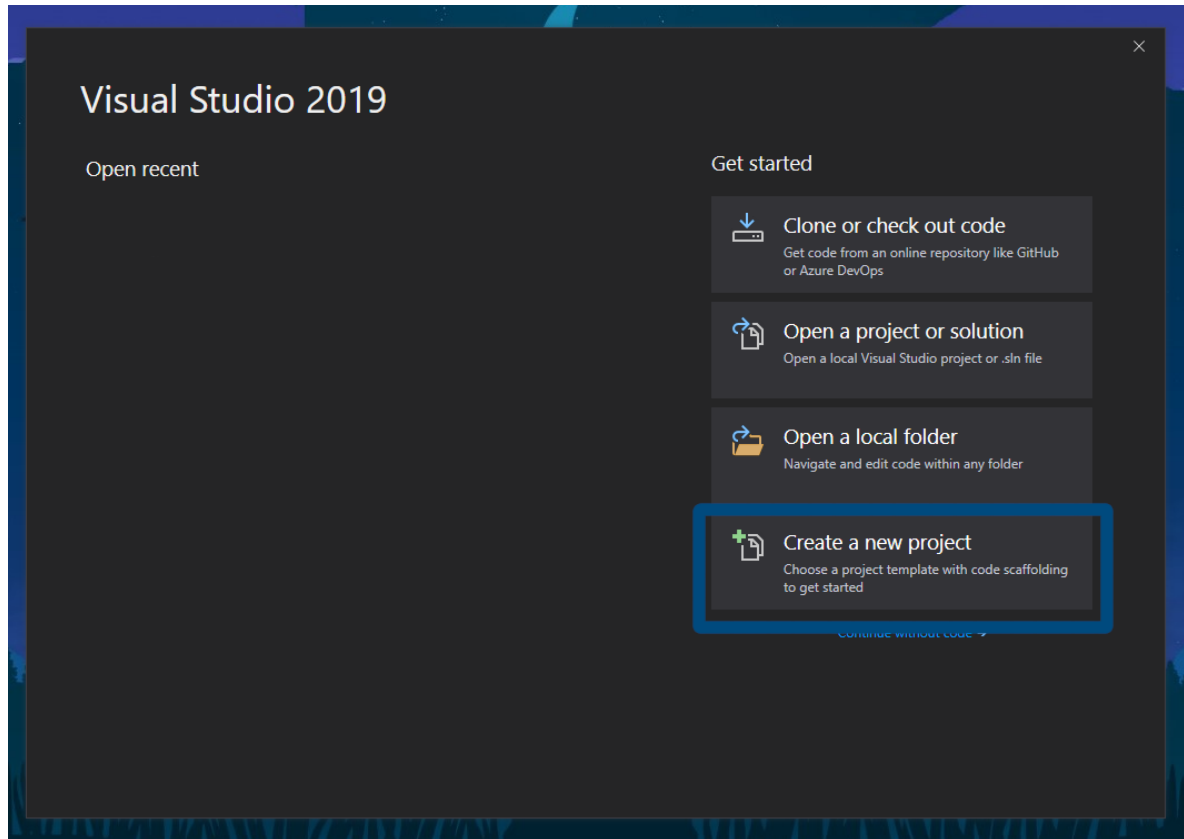 Visual Studio 2019
Open recent
Get started
Clone or check out code
Get code from an online repository like GitHub
or Azure DevOps
Open a project or solution
Open a local Visual Studio project or .sln file
Open a local folder
Navigate and edit code within any folder
Create a new project
Choose a project template with code scaffolding
to get started
Continue without code